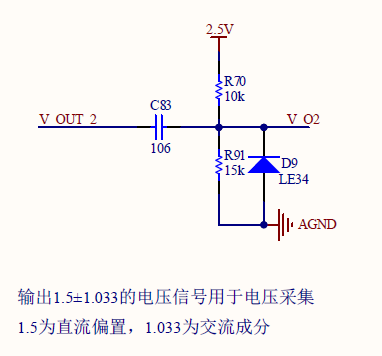 2.5V
R70
10k
C83
V_OUT_2
V_O2
106
R91
15k
D9
LE34
AGND
输出1.5±1.033的电压信号用于电压采集
1.5为直流偏置，1.033为交流成分